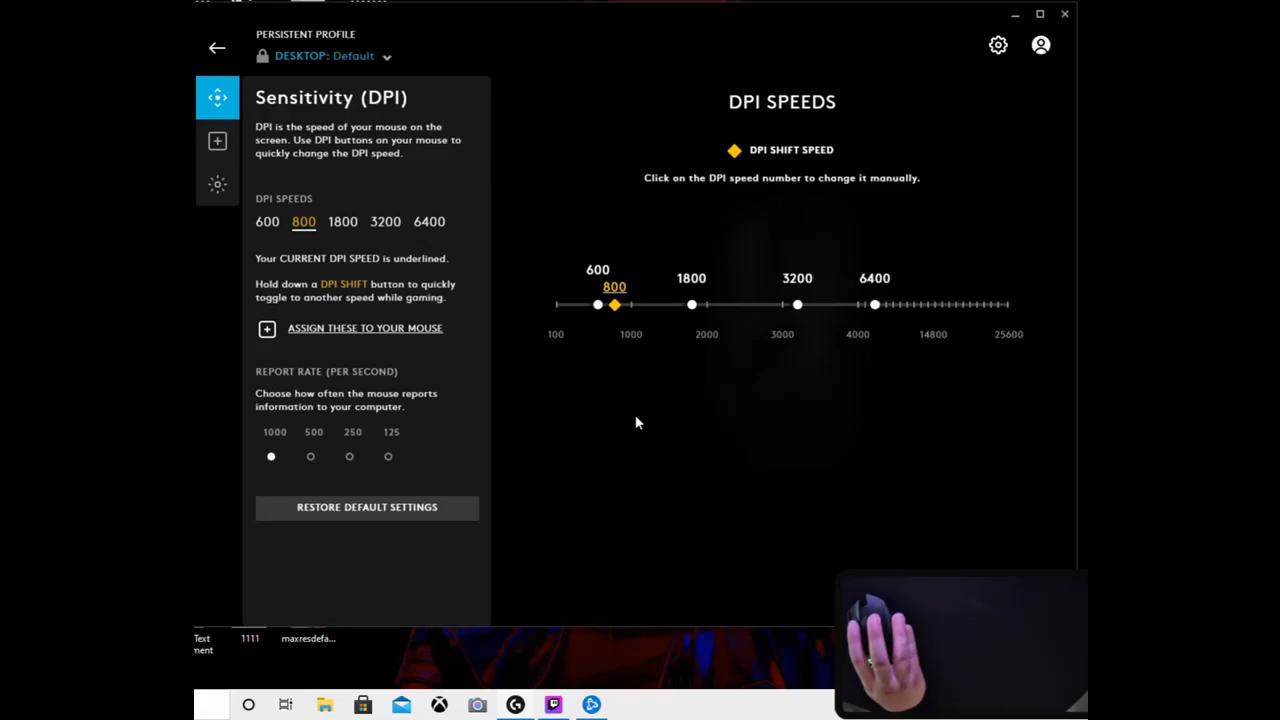 PERSISTENT PROFILE
DESKTOP: Default
Sensitivity (DPI)
DPI is the speed of your mouse on the
screen. Use DPI buttons on your mouse to
quickly change the DPI speed.
DPI SPEEDS
600 800 1800 3200 6400
Your CURRENT DPI SPEED is underlined.
Hold down a DPI SHIFT button to quickly
toggle to another speed while gaming.
ASSIGN THESE TO YOUR MOUSE
REPORT RATE (PER SECOND)
Choose how often the mouse reports
information to your computer.
1000 500 250 125
RESTORE DEFAULT SETTINGS
DPI SPEEDS
DPI SHIFT SPEED
Click on the DPI speed number to change it manually.
600
800 1800 3200 6400
100 1000 2000 3000 4000 14800 25600
Text 1111 maxresdefa...
ment